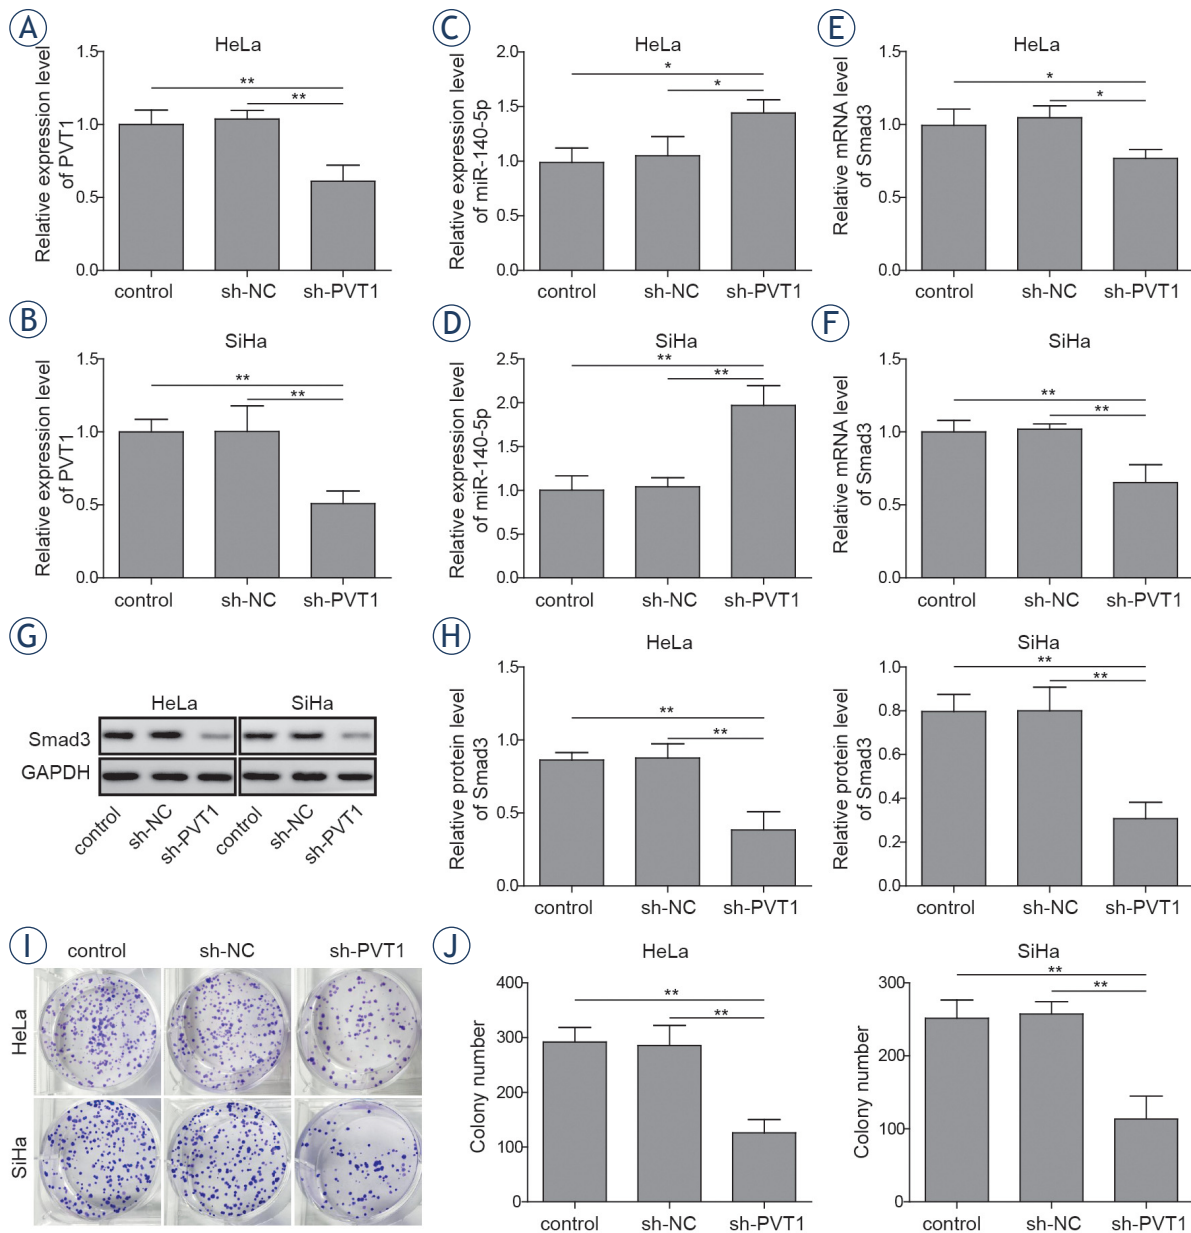 A
HeLa
Relative expression level
of PVT1
1.5
1.0
0.5
0.0
**
**
control sh-NC sh-PVT1
C
HeLa
Relative expression level
of miR-140-5p
2.0
1.5
1.0
0.5
0.0
*
*
control sh-NC sh-PVT1
E
HeLa
Relative mRNA level
of Smad3
1.5
1.0
0.5
0.0
*
*
control sh-NC sh-PVT1
B
SiHa
Relative expression level
of PVT1
1.5
1.0
0.5
0.0
**
**
control sh-NC sh-PVT1
D
SiHa
Relative expression level
of miR-140-5p
2.5
2.0
1.5
1.0
0.5
0.0
**
**
control sh-NC sh-PVT1
F
SiHa
Relative mRNA level
of Smad3
1.5
1.0
0.5
0.0
**
**
control sh-NC sh-PVT1
G
HeLa SiHa
Smad3
GAPDH
control sh-NC sh-PVT1 control sh-NC sh-PVT1
H
HeLa
Relative protein level
of Smad3
1.5
1.0
0.5
0.0
**
**
control sh-NC sh-PVT1
SiHa
Relative protein level
of Smad3
1.0
0.8
0.6
0.4
0.2
0.0
**
**
control sh-NC sh-PVT1
I
control sh-NC sh-PVT1
HeLa
SiHa
J
HeLa
Colony number
400
300
200
100
0
**
**
control sh-NC sh-PVT1
SiHa
Colony number
300
200
100
0
**
**
control sh-NC sh-PVT1